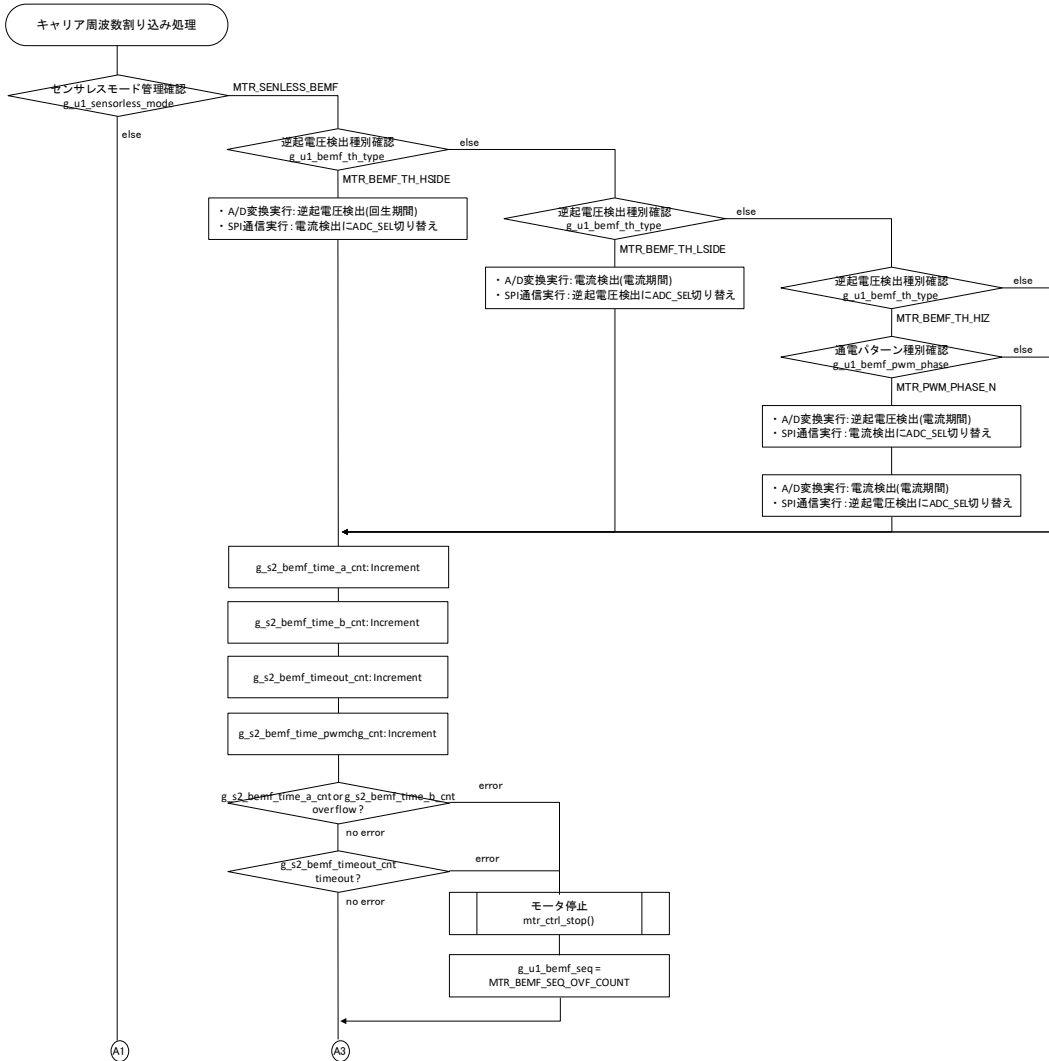 キャリア周波数割り込み処理
センサレスモード管理確認
g_u1_sensorless_mode
MTR_SENLESS_BEMF
else
逆起電圧検出種別確認
g_u1_bemf_th_type
else
MTR_BEMF_TH_HSIDE
・A/D変換実行: 逆起電圧検出(回生期間)
・SPI通信実行: 電流検出にADC_SEL切り替え
逆起電圧検出種別確認
g_u1_bemf_th_type
else
MTR_BEMF_TH_LSIDE
・A/D変換実行: 電流検出(電流期間)
・SPI通信実行: 逆起電圧検出にADC_SEL切り替え
逆起電圧検出種別確認
g_u1_bemf_th_type
else
MTR_BEMF_TH_HIZ
通電パターン種別確認
g_u1_bemf_pwm_phase
else
MTR_PWM_PHASE_N
・A/D変換実行: 逆起電圧検出(電流期間)
・SPI通信実行: 電流検出にADC_SEL切り替え
・A/D変換実行: 電流検出(電流期間)
・SPI通信実行: 逆起電圧検出にADC_SEL切り替え
g_s2_bemf_time_a_cnt: Increment
g_s2_bemf_time_b_cnt: Increment
g_s2_bemf_timeout_cnt: Increment
g_s2_bemf_time_pwmchg_cnt: Increment
g_s2_bemf_time_a_cnt or g_s2_bemf_time_b_cnt
overflow?
error
no error
g_s2_bemf_timeout_cnt
timeout?
error
no error
モータ停止
mtr_ctrl_stop()
g_u1_bemf_seq =
MTR_BEMF_SEQ_OVF_COUNT
A1
A3